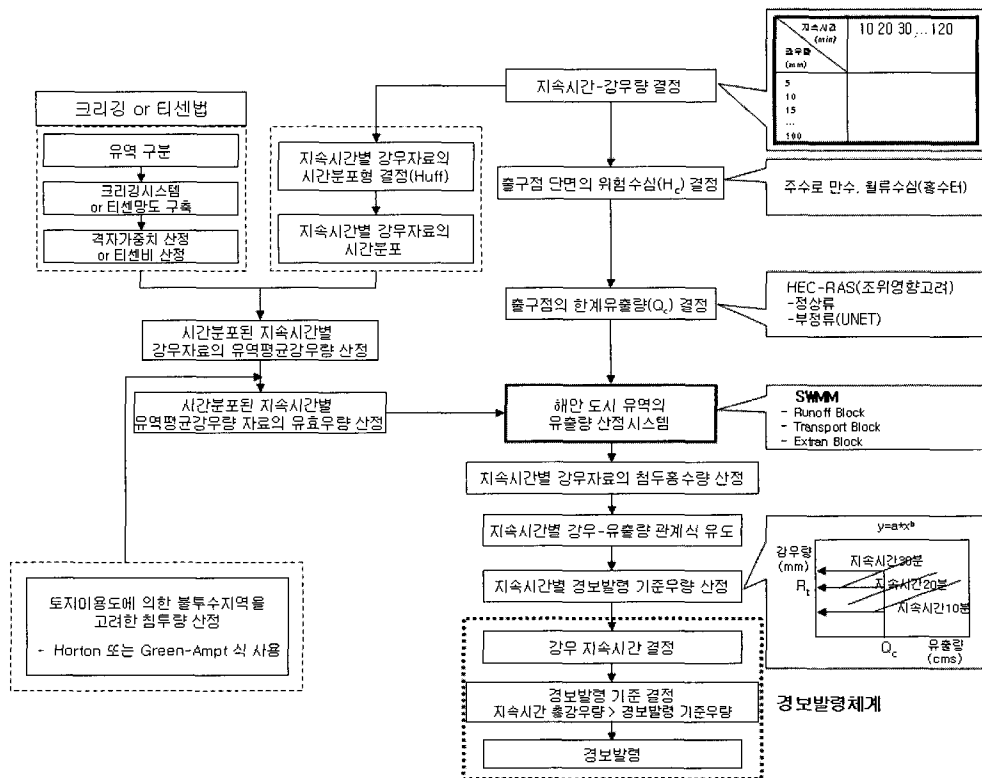 지속시간
(min)
10 20 30 ... 120
강우량
(mm)
5
10
15
...
100
지속시간-강우량 결정
크리깅 or 티센법
유역 구분
크리깅시스템
or 티센망도 구축
격자가중치 산정
or 티센비 산정
지속시간별 강우자료의
시간분포형 결정(Huff)
지속시간별 강우자료의
시간분포
출구점 단면의 위험수심(Hc) 결정
주수로 만수, 월류수심(홍수터)
출구점의 한계유출량(Qc) 결정
HEC-RAS(조위영향고려)
-정상류
-부정류(UNET)
시간분포된 지속시간별
강우자료의 유역평균강우량 산정
시간분포된 지속시간별
유역평균강우량 자료의 유효우량 산정
해안 도시 유역의
유출량 산정시스템
SWMM
- Runoff Block
- Transport Block
- Extran Block
지속시간별 강우자료의 첨두홍수량 산정
지속시간별 강우-유출량 관계식 유도
지속시간별 경보발령 기준우량 산정
y=a*x^b
강우량
(mm)
지속시간30분
지속시간20분
지속시간10분
Rt
Qc
유출량
(cms)
토지이용도에 의한 불투수지역을
고려한 침투량 산정
- Horton 또는 Green-Ampt 식 사용
강우 지속시간 결정
경보발령 기준 결정
지속시간 총강우량 > 경보발령 기준우량
경보발령
경보발령체계